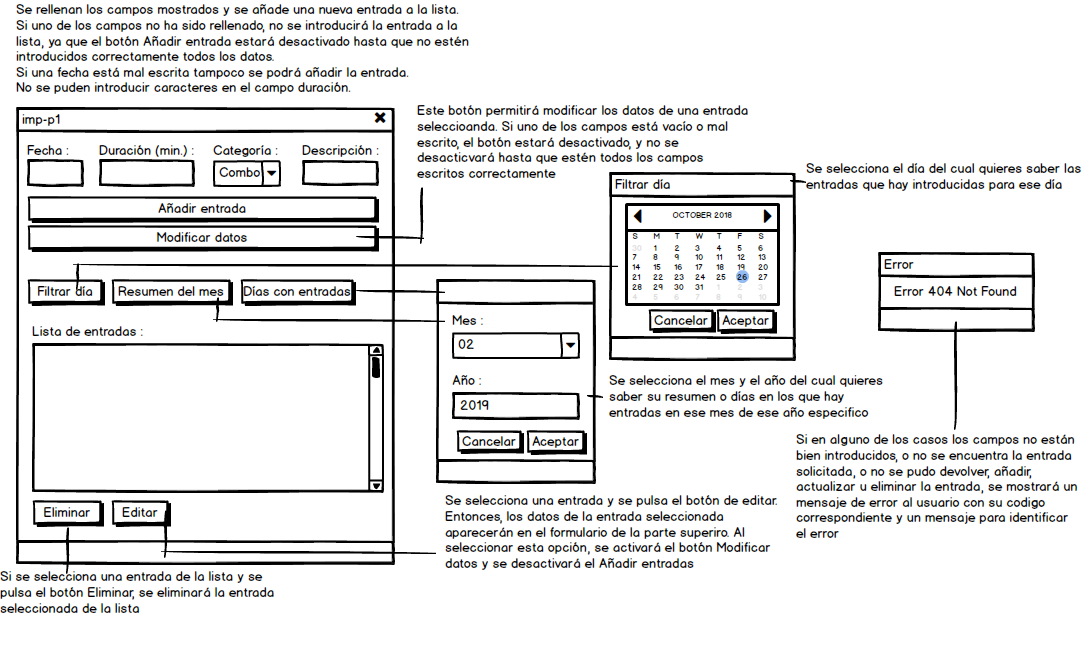 Se rellenan los campos mostrados y se añade una nueva entrada a la lista.
Si uno de los campos no ha sido rellenado, no se introducirá la entrada a la
lista, ya que el botón Añadir entrada estará desactivado hasta que no estén
introducidos correctamente todos los datos.
Si una fecha está mal escrita tampoco se podrá añadir la entrada.
No se puden introducir caracteres en el campo duración.
imp-p1
Fecha :
Duración (min.) :
Categoría :
Descripción :
Combo
Añadir entrada
Modificar datos
Filtrar día
Resumen del mes
Días con entradas
Lista de entradas :
Eliminar
Editar
Si se selecciona una entrada de la lista y se
pulsa el botón Eliminar, se eliminará la entrada
seleccionada de la lista
Este botón permitirá modificar los datos de una entrada
seleccioanda. Si uno de los campos está vacío o mal
escrito, el botón estará desactivado, y no se
desacticvará hasta que estén todos los campos
escritos correctamente
Mes :
02
Año :
2019
Cancelar
Aceptar
Se selecciona una entrada y se pulsa el botón de editar.
Entonces, los datos de la entrada seleccionada
aparecerán en el formulario de la parte superiro. Al
seleccionar esta opción, se activará el botón Modificar
datos y se desactivará el Añadir entradas
Filtrar día
OCTOBER 2018
S M T W T F S
30 1 2 3 4 5 6
7 8 9 10 11 12 13
14 15 16 17 18 19 20
21 22 23 24 25 26 27
28 29 30 31 1 2 3
4 5 6 7 8 9 10
Cancelar
Aceptar
Se selecciona el día del cual quieres saber las
entradas que hay introducidas para ese día
Se selecciona el mes y el año del cual quieres
saber su resumen o días en los que hay
entradas en ese mes de ese año especifico
Error
Error 404 Not Found
Si en alguno de los casos los campos no están
bien introducidos, o no se encuentra la entrada
solicitada, o no se pudo devolver, añadir,
actualizar u eliminar la entrada, se mostrará un
mensaje de error al usuario con su codigo
correspondiente y un mensaje para identificar
el error